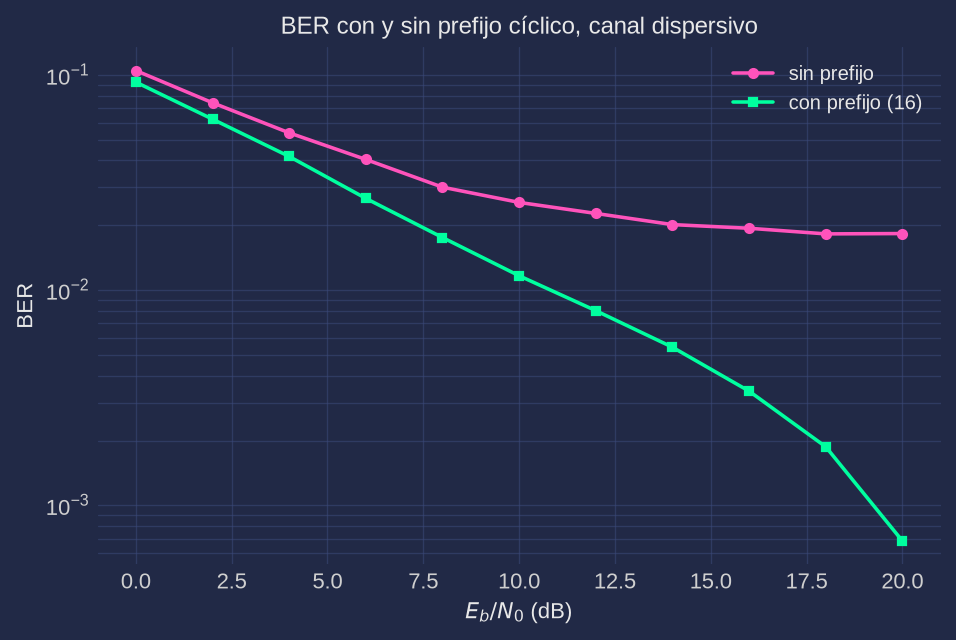 BER con y sin prefijo cíclico, canal dispersivo
sin prefijo
con prefijo (16)
BER
10⁻¹
10⁻²
10⁻³
0.0 2.5 5.0 7.5 10.0 12.5 15.0 17.5 20.0
E_b/N_0 (dB)